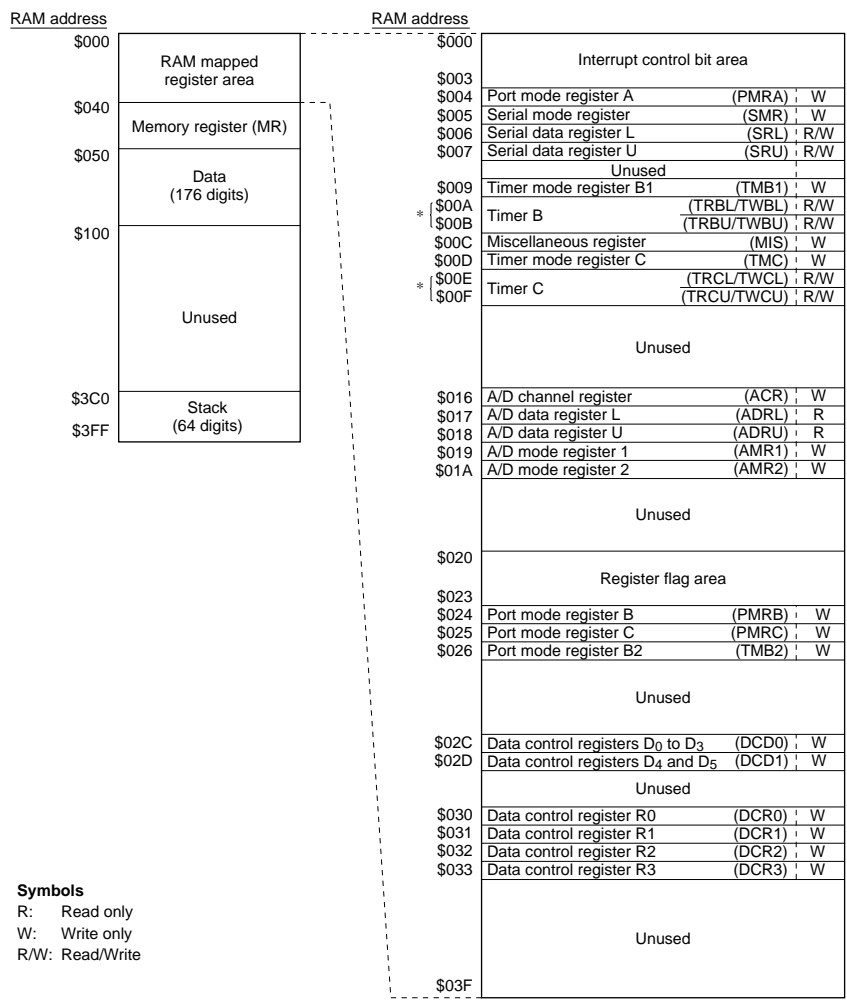 RAM address
$000
RAM mapped
register area
$040
Memory register (MR)
$050
Data
(176 digits)
$100
Unused
$3C0
Stack
(64 digits)
$3FF
RAM address
$000
Interrupt control bit area
$003
$004 Port mode register A (PMRA) W
$005 Serial mode register (SMR) W
$006 Serial data register L (SRL) R/W
$007 Serial data register U (SRU) R/W
Unused
$009 Timer mode register B1 (TMB1) W
* $00A Timer B (TRBL/TWBL) R/W
$00B (TRBU/TWBU) R/W
$00C Miscellaneous register (MIS) W
$00D Timer mode register C (TMC) W
* $00E Timer C (TRCL/TWCL) R/W
$00F (TRCU/TWCU) R/W
Unused
$016 A/D channel register (ACR) W
$017 A/D data register L (ADRL) R
$018 A/D data register U (ADRU) R
$019 A/D mode register 1 (AMR1) W
$01A A/D mode register 2 (AMR2) W
Unused
$020
Register flag area
$023
$024 Port mode register B (PMRB) W
$025 Port mode register C (PMRC) W
$026 Port mode register B2 (TMB2) W
Unused
$02C Data control registers D0 to D3 (DCD0) W
$02D Data control registers D4 and D5 (DCD1) W
Unused
$030 Data control register R0 (DCR0) W
$031 Data control register R1 (DCR1) W
$032 Data control register R2 (DCR2) W
$033 Data control register R3 (DCR3) W
Unused
$03F
Symbols
R: Read only
W: Write only
R/W: Read/Write